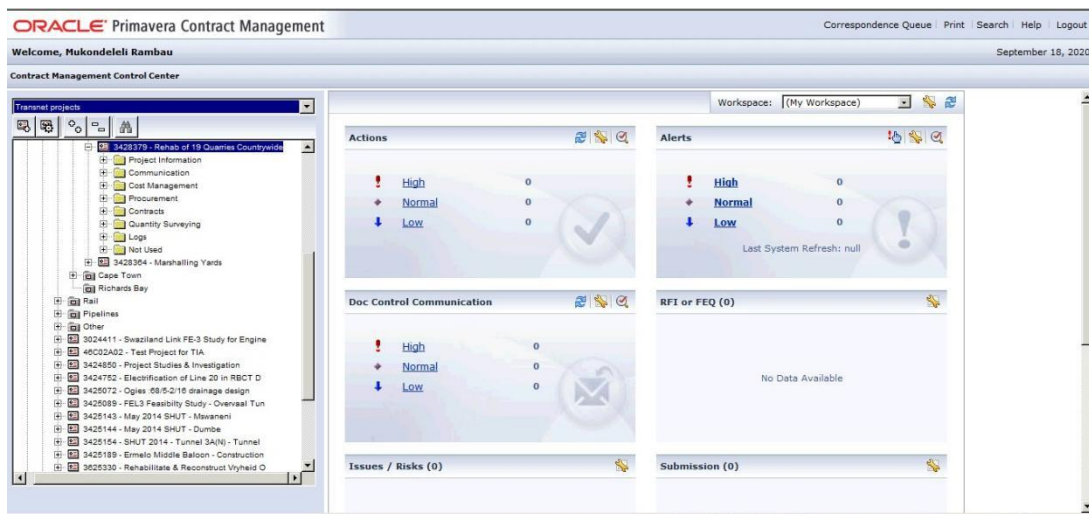 ORACLE Primavera Contract Management
Correspondence Queue Print Search Help Logout
Welcome, Mukondeleli Rambau
September 18, 2020
Contract Management Control Center
Transnet projects
3428379 - Rehab of 19 Quarries Countrywide
Project Information
Communication
Cost Management
Procurement
Contracts
Quantity Surveying
Logs
Not Used
3428364 - Marshalling Yards
Cape Town
Richards Bay
Rail
Pipelines
Other
3024411 - Swaziland Link FE-3 Study for Engine
46C02A02 - Test Project for TIA
3424850 - Project Studies & Investigation
3424752 - Electrification of Line 20 in RBCT D
3425072 - Ogies :68/5-2/16 drainage design
3425089 - FEL3 Feasibilty Study - Overvaal Tun
3425143 - May 2014 SHUT - Mswaneni
3425144 - May 2014 SHUT - Dumbe
3425154 - SHUT 2014 - Tunnel 3A(N) - Tunnel
3425189 - Ermelo Middle Baloon - Construction
3625330 - Rehabilitate & Reconstruct Vryheid O
Workspace: (My Workspace)
Actions
High 0
Normal 0
Low 0
Alerts
High 0
Normal 0
Low 0
Last System Refresh: null
Doc Control Communication
High 0
Normal 0
Low 0
RFI or FEQ (0)
No Data Available
Issues / Risks (0)
Submission (0)